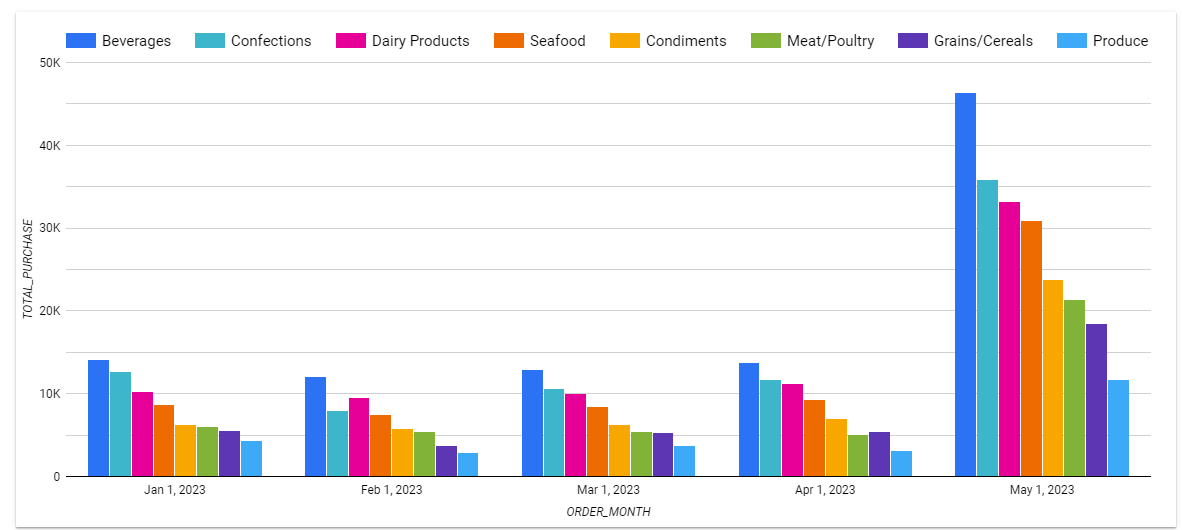 Beverages Confections Dairy Products Seafood Condiments Meat/Poultry Grains/Cereals Produce
50K
40K
30K
20K
10K
0
TOTAL_PURCHASE
Jan 1, 2023 Feb 1, 2023 Mar 1, 2023 Apr 1, 2023 May 1, 2023
ORDER_MONTH